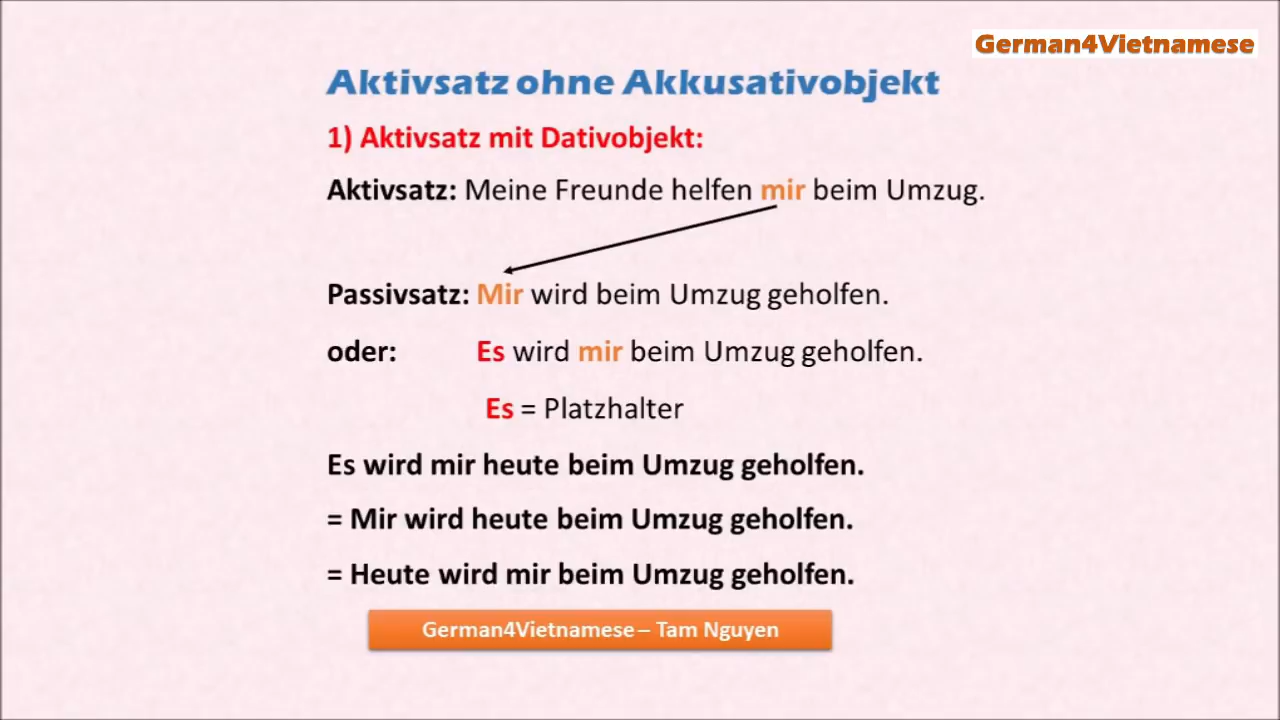 German4Vietnamese
Aktivsatz ohne Akkusativobjekt
1) Aktivsatz mit Dativobjekt:
Aktivsatz: Meine Freunde helfen mir beim Umzug.
Passivsatz: Mir wird beim Umzug geholfen.
oder: Es wird mir beim Umzug geholfen.
Es = Platzhalter
Es wird mir heute beim Umzug geholfen.
= Mir wird heute beim Umzug geholfen.
= Heute wird mir beim Umzug geholfen.
German4Vietnamese – Tam Nguyen